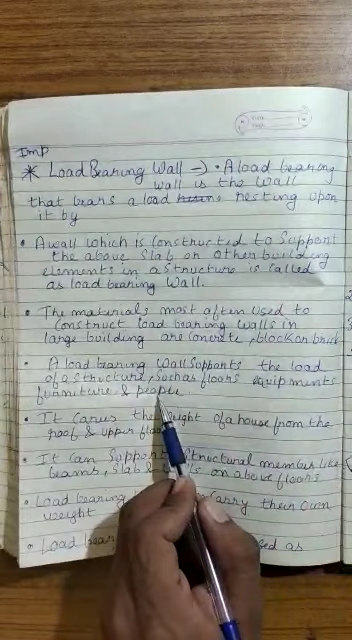 Imp
* Load Bearing Wall → • A load bearing
wall is the wall
that bears a load resting upon
it by
• A wall which is constructed to support
the above slab or other building
elements in a structure is called
as load bearing wall.
• The materials most often used to
construct load bearing walls in
large building are concrete, block or brick
• A load bearing wall supports the load
of a structure, such as floors equipments
furniture & people
• It carries the weight of a house from the
roof & upper
• It can support structural member like
beams, slab & on above floors
• Load bearing carry their own
weight
• Load bear as